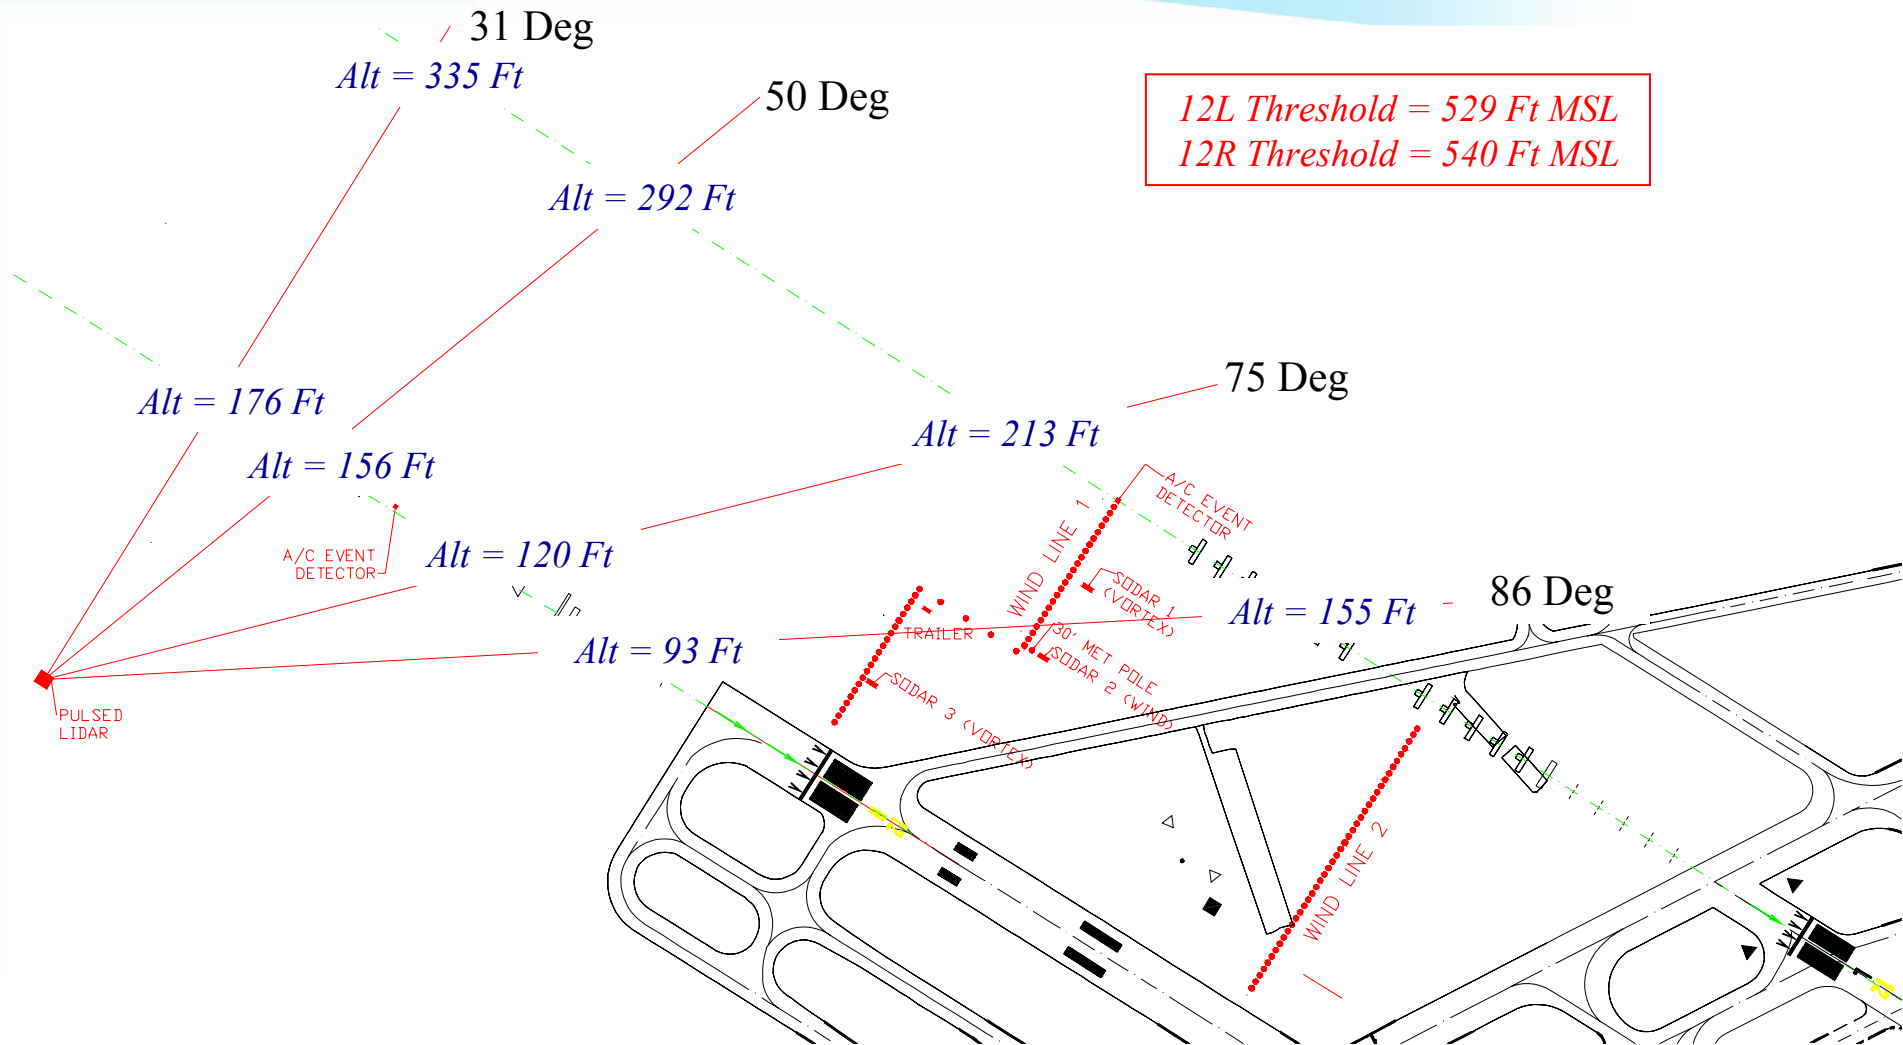 31 Deg
Alt = 335 Ft
50 Deg
12L Threshold = 529 Ft MSL
12R Threshold = 540 Ft MSL
Alt = 292 Ft
75 Deg
Alt = 176 Ft
Alt = 213 Ft
Alt = 156 Ft
A/C EVENT
DETECTOR
WIND LINE 1
A/C EVENT
DETECTOR
Alt = 120 Ft
SODAR 1
(VORTEX)
86 Deg
Alt = 155 Ft
TRAILER
30' MET POLE
SODAR 2 (WIND)
Alt = 93 Ft
SODAR 3 (VORTEX)
PULSED
LIDAR
WIND LINE 2